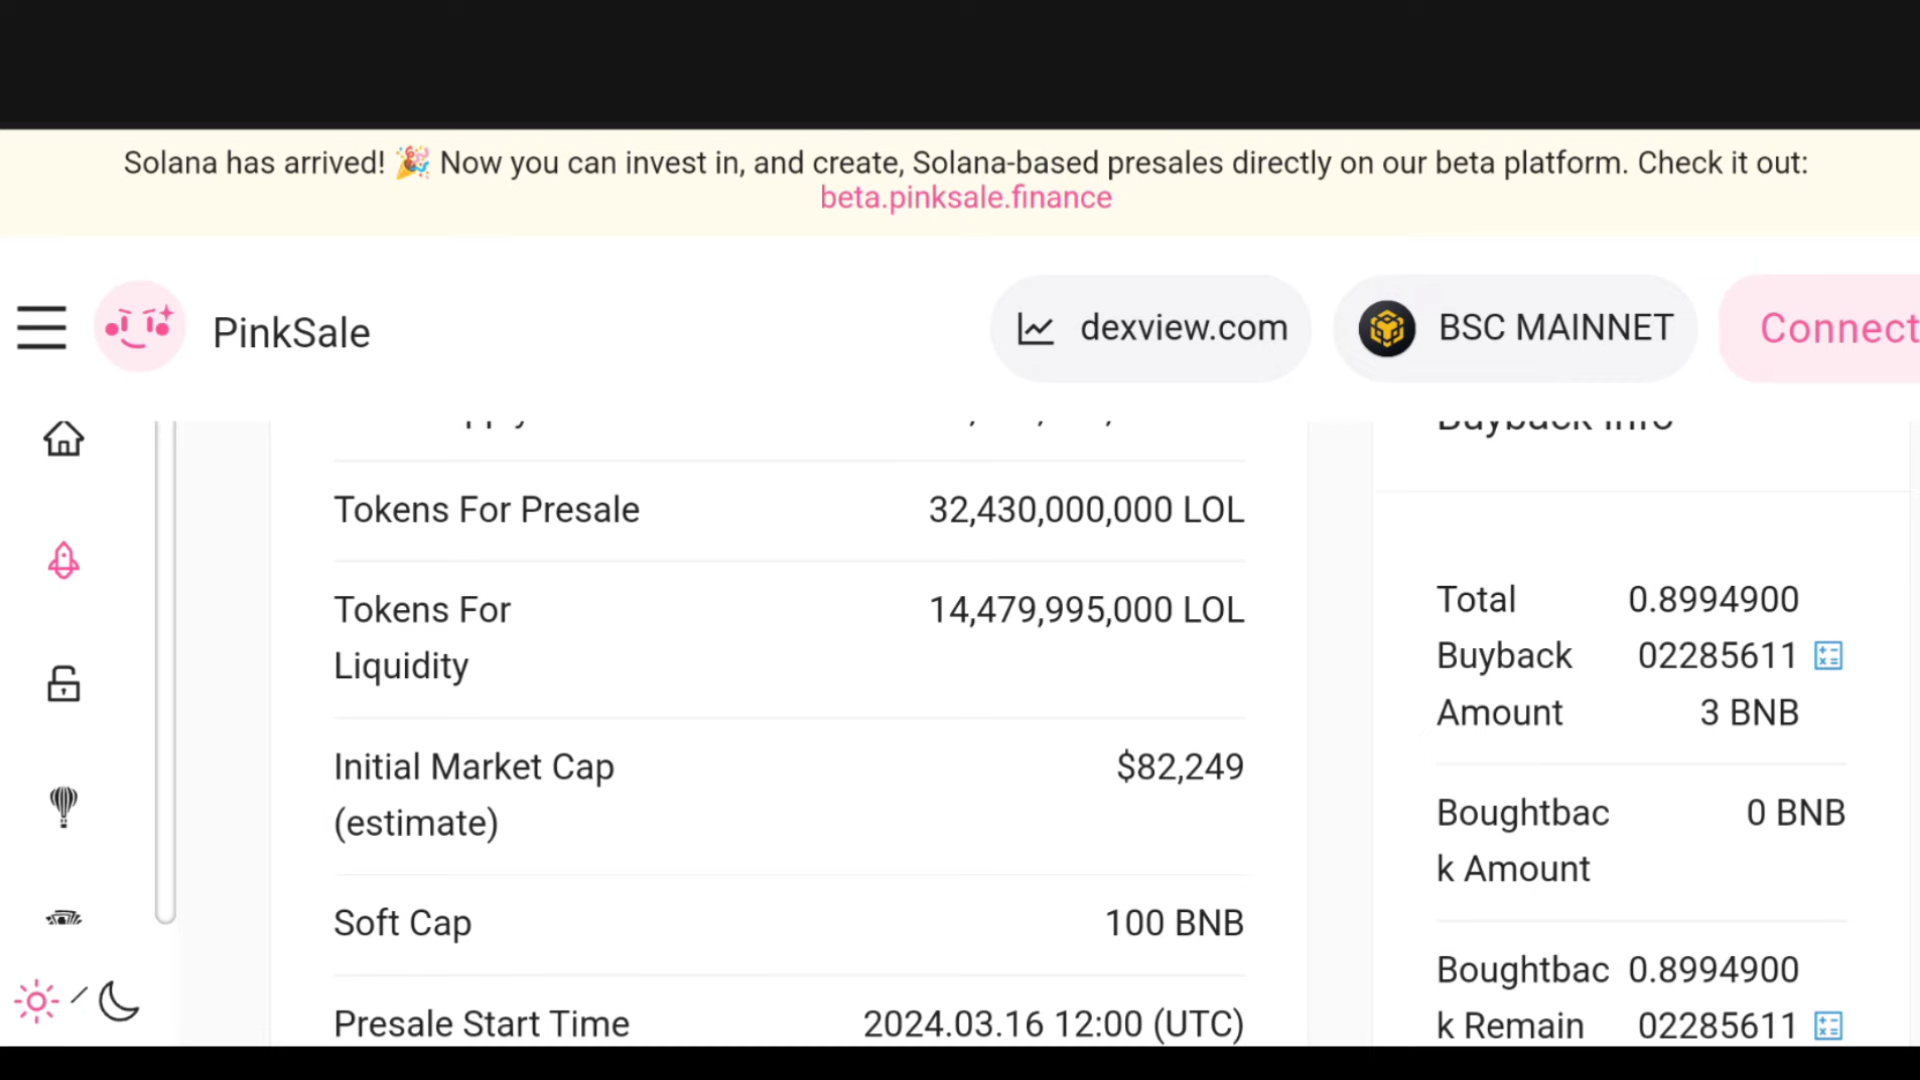 Solana has arrived! 🎉 Now you can invest in, and create, Solana-based presales directly on our beta platform. Check it out:
beta.pinksale.finance
PinkSale
dexview.com
BSC MAINNET
Connect
Tokens For Presale 32,430,000,000 LOL
Tokens For 14,479,995,000 LOL
Liquidity
Initial Market Cap $82,249
(estimate)
Soft Cap 100 BNB
Presale Start Time 2024.03.16 12:00 (UTC)
Buyback Info
Total 0.8994900
Buyback 02285611
Amount 3 BNB
Boughtbac 0 BNB
k Amount
Boughtbac 0.8994900
k Remain 02285611